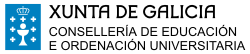 XUNTA DE GALICIA
CONSELLERÍA DE EDUCACIÓN
E ORDENACIÓN UNIVERSITARIA